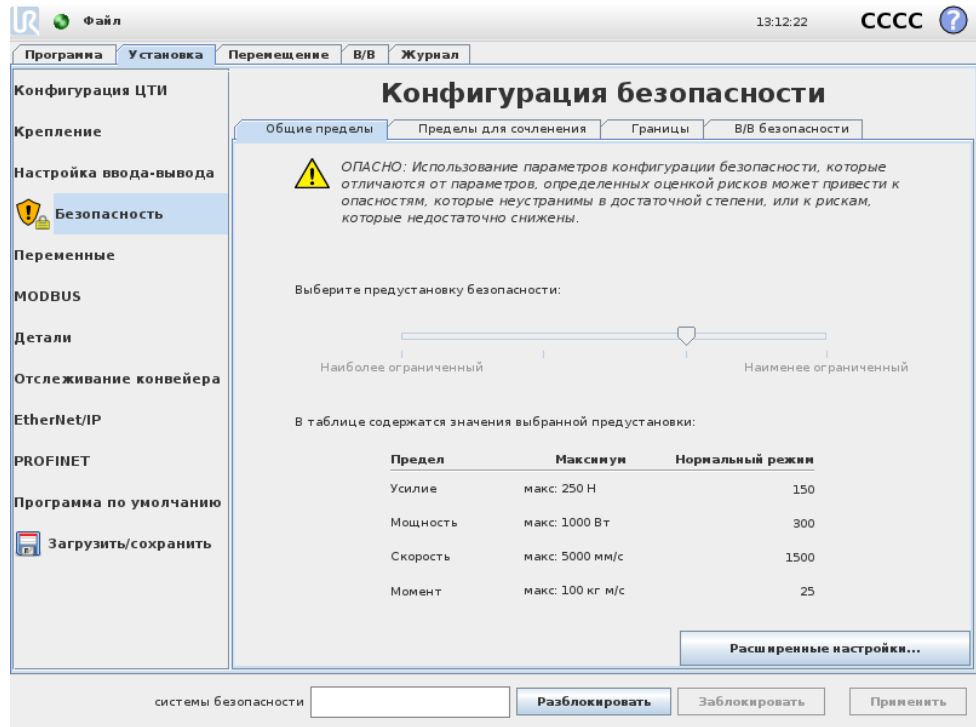 UR Файл 13:12:22 CCCC ?
Программа Установка Перемещение В/В Журнал
Конфигурация ЦТИ
Крепление
Настройка ввода-вывода
Безопасность
Переменные
MODBUS
Детали
Отслеживание конвейера
EtherNet/IP
PROFINET
Программа по умолчанию
Загрузить/сохранить
Конфигурация безопасности
Общие пределы Пределы для сочленения Границы В/В безопасности
ОПАСНО: Использование параметров конфигурации безопасности, которые
отличаются от параметров, определенных оценкой рисков может привести к
опасностям, которые неустранимы в достаточной степени, или к рискам,
которые недостаточно снижены.
Выберите предустановку безопасности:
Наиболее ограниченный Наименее ограниченный
В таблице содержатся значения выбранной предустановки:
Предел Максимум Нормальный режим
Усилие макс: 250 Н 150
Мощность макс: 1000 Вт 300
Скорость макс: 5000 мм/с 1500
Момент макс: 100 кг м/с 25
Расширенные настройки...
системы безопасности Разблокировать Заблокировать Применить